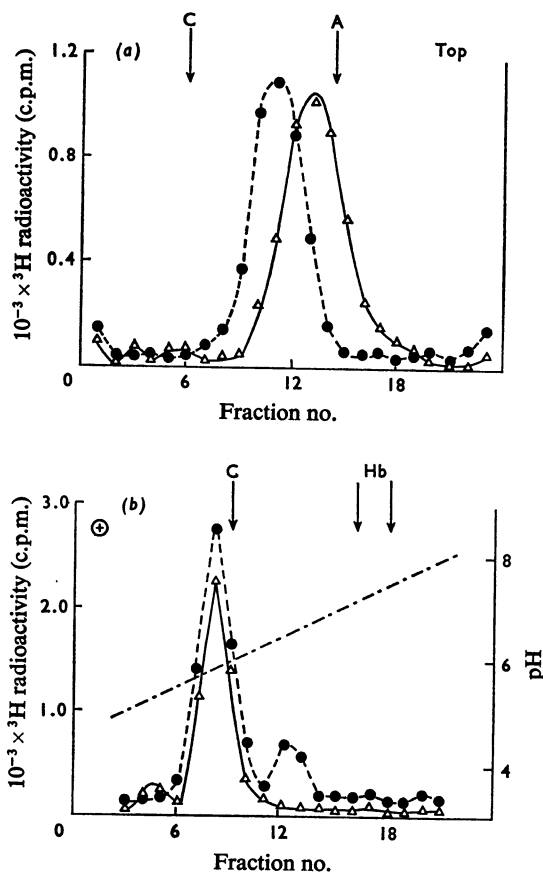 C A
1.2 (a) Top
0.8
0.4
0 6 12 18
10⁻³ × ³H radioactivity (c.p.m.)
Fraction no.
C Hb
3.0 (b)
+ 8
2.0
6
1.0
4
0 6 12 18
10⁻³ × ³H radioactivity (c.p.m.)
pH
Fraction no.